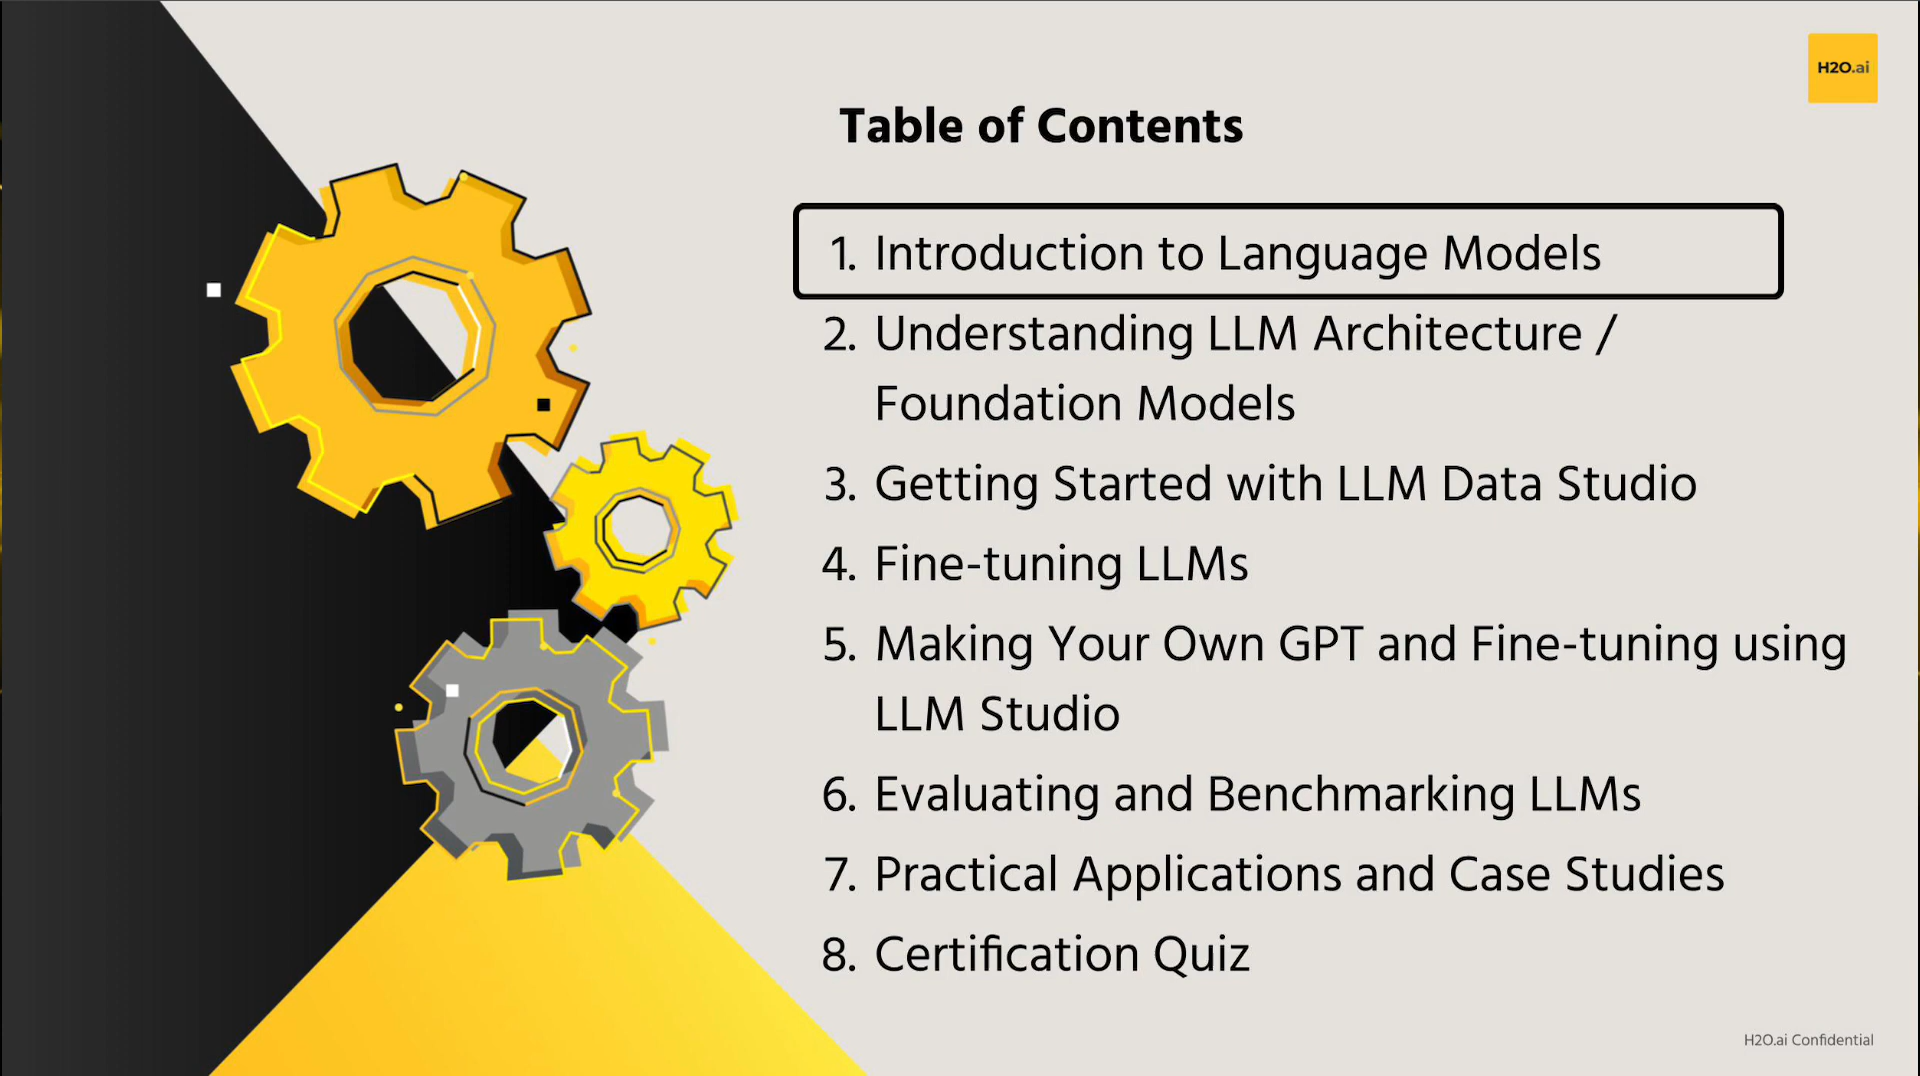 H2O.ai
Table of Contents
1. Introduction to Language Models
2. Understanding LLM Architecture /
Foundation Models
3. Getting Started with LLM Data Studio
4. Fine-tuning LLMs
5. Making Your Own GPT and Fine-tuning using
LLM Studio
6. Evaluating and Benchmarking LLMs
7. Practical Applications and Case Studies
8. Certification Quiz
H2O.ai Confidential